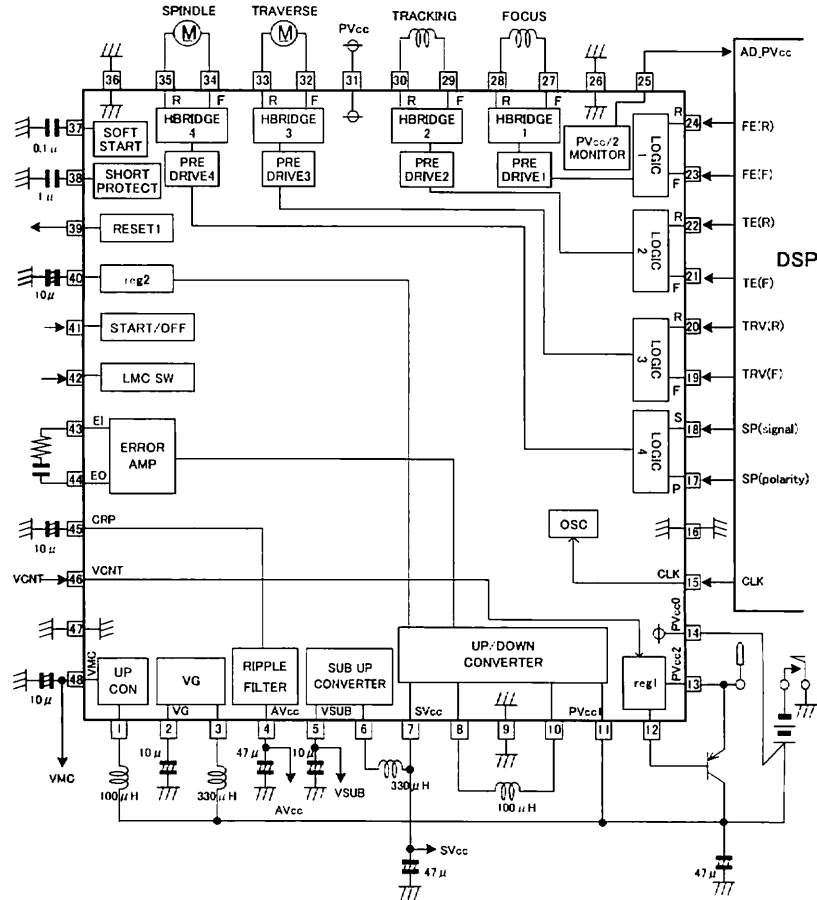 SPINDLE
TRAVERSE
PVcc
TRACKING
FOCUS
M
M
AD_PVcc
36
35
34
33
32
31
30
29
28
27
26
25
R
F
R
F
R
F
R
F
37
0.1μ
SOFT
START
HBRIDGE
4
HBRIDGE
3
HBRIDGE
2
HBRIDGE
1
PVcc/2
MONITOR
LOGIC
1
R
F
24
FE(R)
38
1μ
SHORT
PROTECT
PRE
DRIVE4
PRE
DRIVE3
PRE
DRIVE2
PRE
DRIVE1
23
FE(F)
39
RESET1
LOGIC
2
R
F
22
TE(R)
DSP
40
10μ
reg2
21
TE(F)
41
START/OFF
LOGIC
3
R
F
20
TRV(R)
42
LMC SW
19
TRV(F)
43
EI
ERROR
AMP
LOGIC
4
S
P
18
SP(signal)
44
EO
17
SP(polarity)
45
CRP
10μ
OSC
16
VCNT
46
VCNT
CLK
15
CLK
47
PVcc0
14
48
VMC
10μ
UP
CON
VG
RIPPLE
FILTER
SUB UP
CONVERTER
UP/DOWN
CONVERTER
reg1
PVcc2
13
VG
AVcc
VSUB
SVcc
PVcc1
1
2
3
4
5
6
7
8
9
10
11
12
VMC
100μH
10μ
330μH
47μ
10μ
VSUB
330μH
100μH
AVcc
SVcc
47μ
47μ